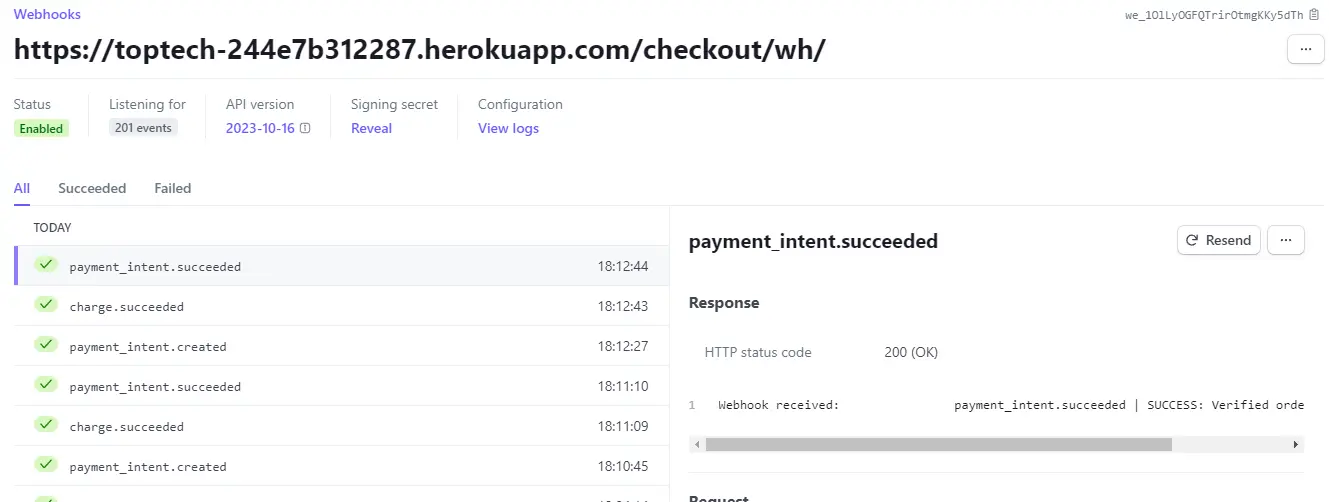 Webhooks
we_1OlLyOGFQTrirOtmgKKy5dTh
https://toptech-244e7b312287.herokuapp.com/checkout/wh/
Status
Listening for
API version
Signing secret
Configuration
Enabled
201 events
2023-10-16
Reveal
View logs
All
Succeeded
Failed
TODAY
payment_intent.succeeded 18:12:44
charge.succeeded 18:12:43
payment_intent.created 18:12:27
payment_intent.succeeded 18:11:10
charge.succeeded 18:11:09
payment_intent.created 18:10:45
payment_intent.succeeded
Resend
Response
HTTP status code 200 (OK)
1 Webhook received: payment_intent.succeeded | SUCCESS: Verified orde
Request